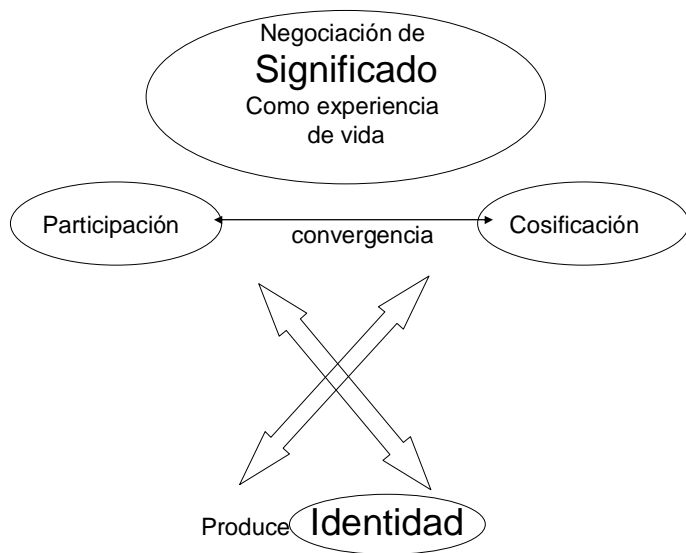 Negociación de
Significado
Como experiencia
de vida
Participación
convergencia
Cosificación
Produce Identidad